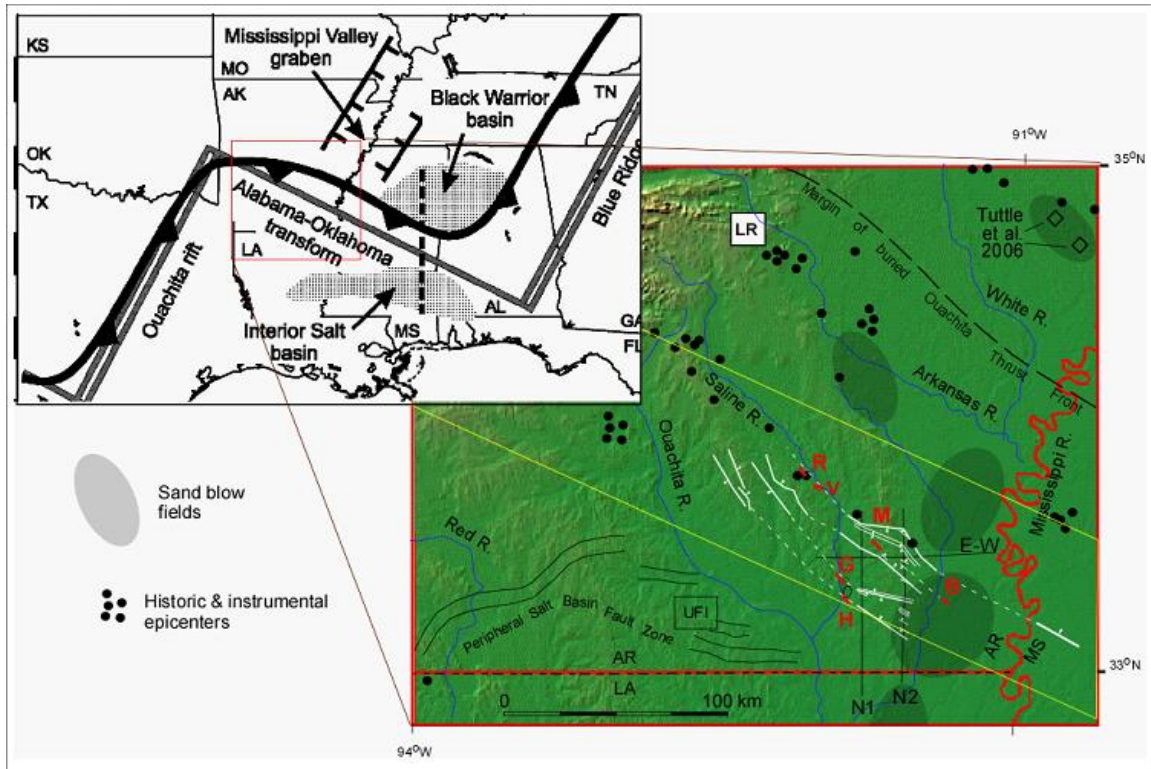 KS
MO
AK
OK
TX
Mississippi Valley
graben
Black Warrior
basin
TN
Blue Ridge
Alabama-Oklahoma
transform
LA
Ouachita rift
Interior Salt
basin
MS
AL
GA
FL
91°W
35°N
LR
Margin of buried Ouachita Thrust Front
Tuttle
et al.
2006
White R.
Arkansas R.
Saline R.
Ouachita R.
Mississippi R.
Red R.
R
V
M
E-W
G
B
H
Peripheral Salt Basin Fault Zone
UFI
AR
LA
AR
MS
33°N
0
100 km
N1
N2
94°W
Sand blow
fields
Historic & instrumental
epicenters